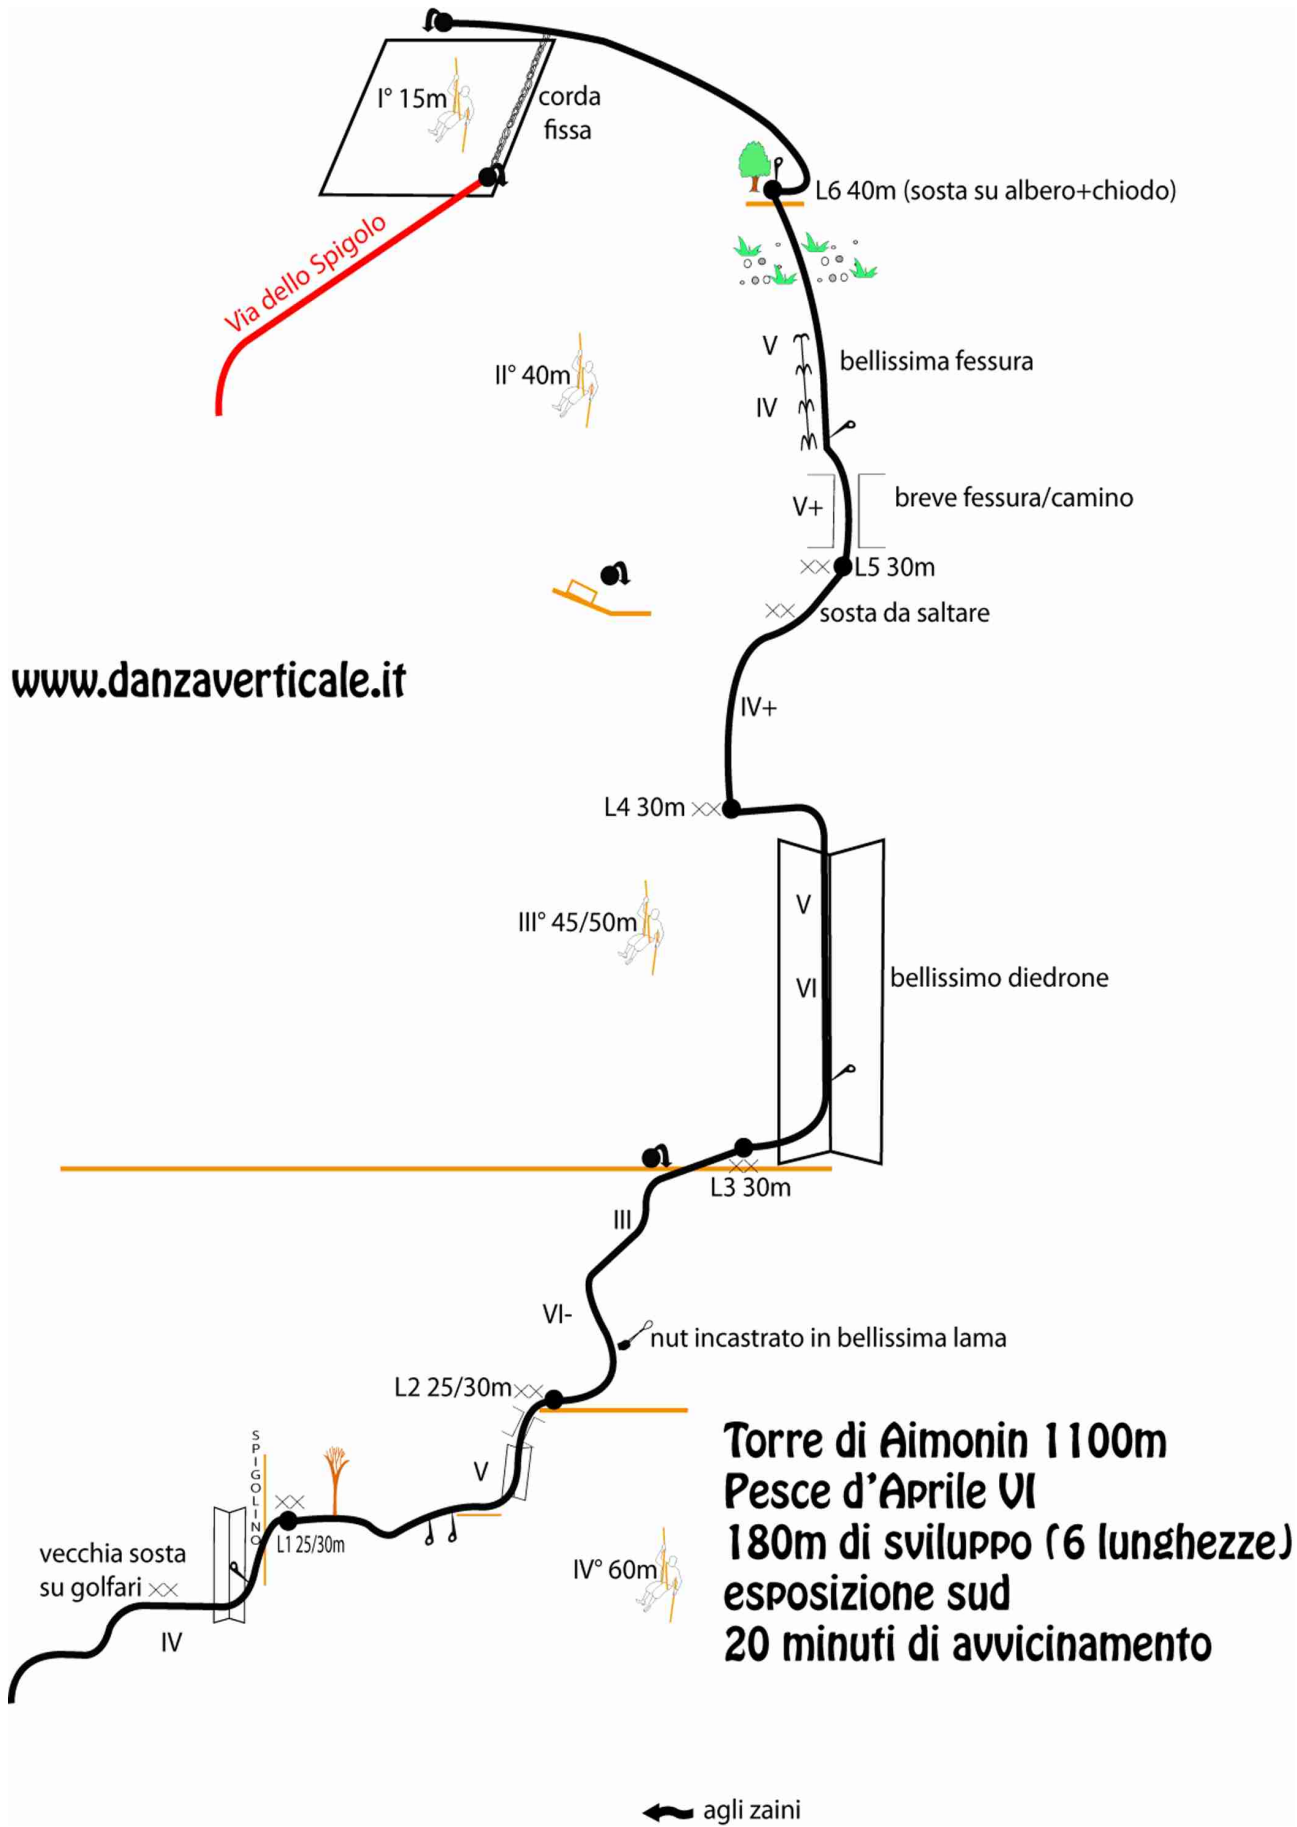 I° 15m
corda
fissa
L6 40m (sosta su albero+chiodo)
Via dello Spigolo
V
bellissima fessura
II° 40m
IV
V+
breve fessura/camino
L5 30m
sosta da saltare
www.danzaverticale.it
IV+
L4 30m
V
III° 45/50m
VI
bellissimo diedrone
L3 30m
III
VI-
nut incastrato in bellissima lama
L2 25/30m
Torre di Aimonin 1100m
Pesce d'Aprile VI
180m di sviluppo (6 lunghezze)
esposizione sud
20 minuti di avvicinamento
SPIGOLINO
V
L1 25/30m
vecchia sosta
su golfari
IV
IV° 60m
agli zaini